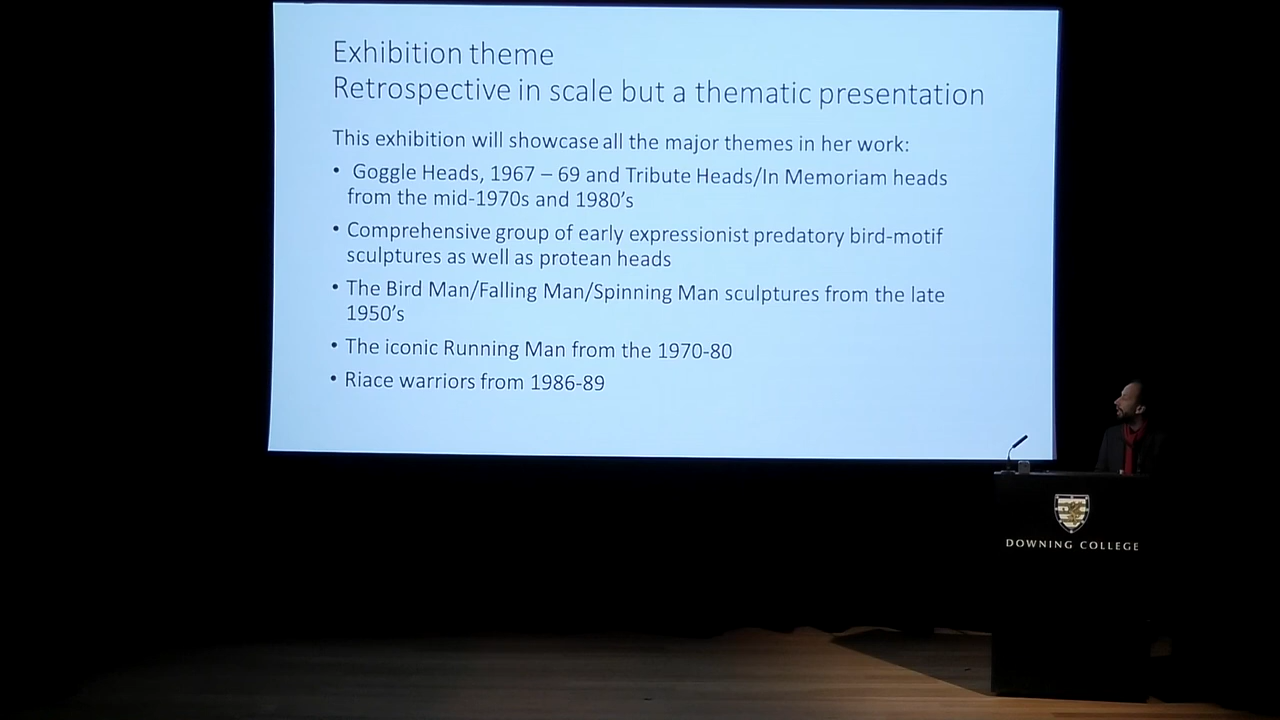 Exhibition theme
Retrospective in scale but a thematic presentation
This exhibition will showcase all the major themes in her work:
• Goggle Heads, 1967 – 69 and Tribute Heads/In Memoriam heads
from the mid-1970s and 1980's
• Comprehensive group of early expressionist predatory bird-motif
sculptures as well as protean heads
• The Bird Man/Falling Man/Spinning Man sculptures from the late
1950's
• The iconic Running Man from the 1970-80
• Riace warriors from 1986-89
DOWNING COLLEGE